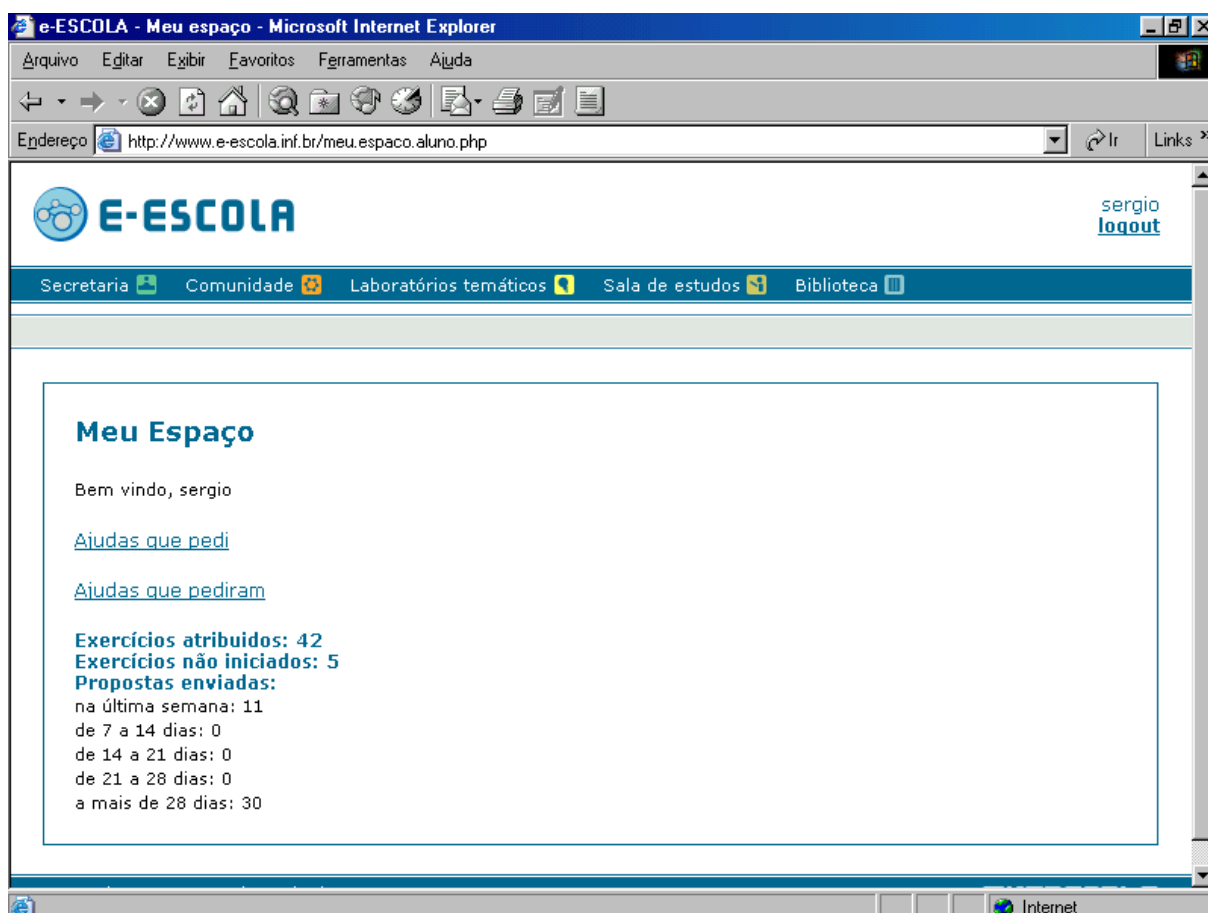 e-ESCOLA - Meu espaço - Microsoft Internet Explorer
Arquivo Editar Exibir Favoritos Ferramentas Ajuda
Endereço http://www.e-escola.inf.br/meu.espaco.aluno.php Ir Links »
E-ESCOLA
sergio
logout
Secretaria Comunidade Laboratórios temáticos Sala de estudos Biblioteca
Meu Espaço
Bem vindo, sergio
Ajudas que pedi
Ajudas que pediram
Exercícios atribuidos: 42
Exercícios não iniciados: 5
Propostas enviadas:
na última semana: 11
de 7 a 14 dias: 0
de 14 a 21 dias: 0
de 21 a 28 dias: 0
a mais de 28 dias: 30
Internet